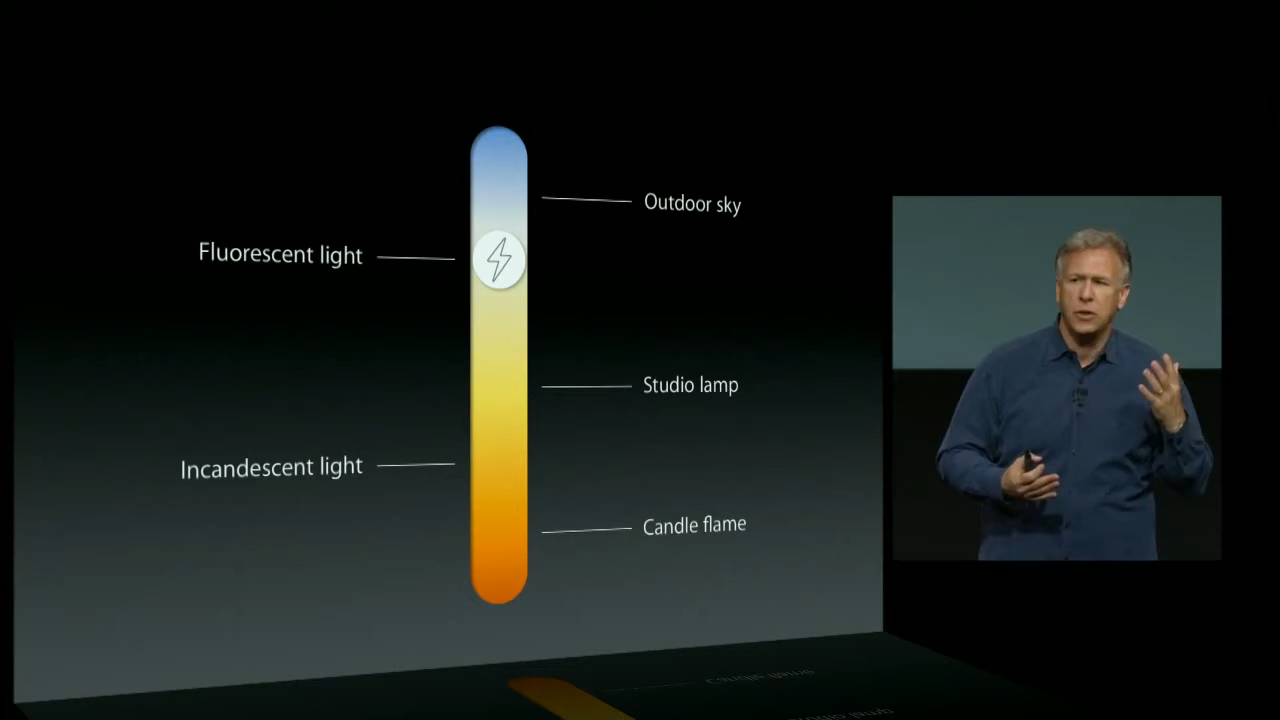 Outdoor sky
Fluorescent light
Studio lamp
Incandescent light
Candle flame